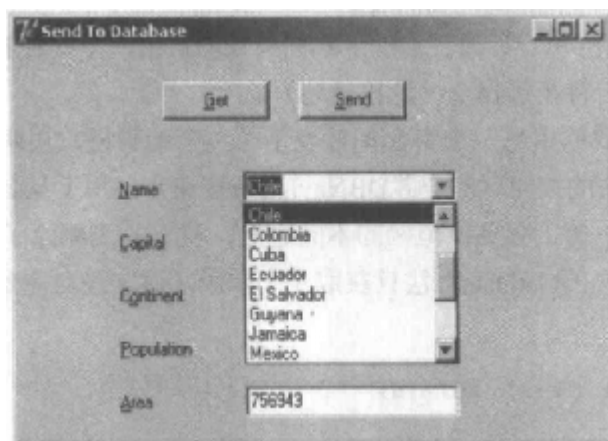 Send To Database
Get Send
Name Chile
Chile
Colombia
Cuba
Ecuador
El Salvador
Guyana
Jamaica
Mexico
Capital
Continent
Population
Area 756943